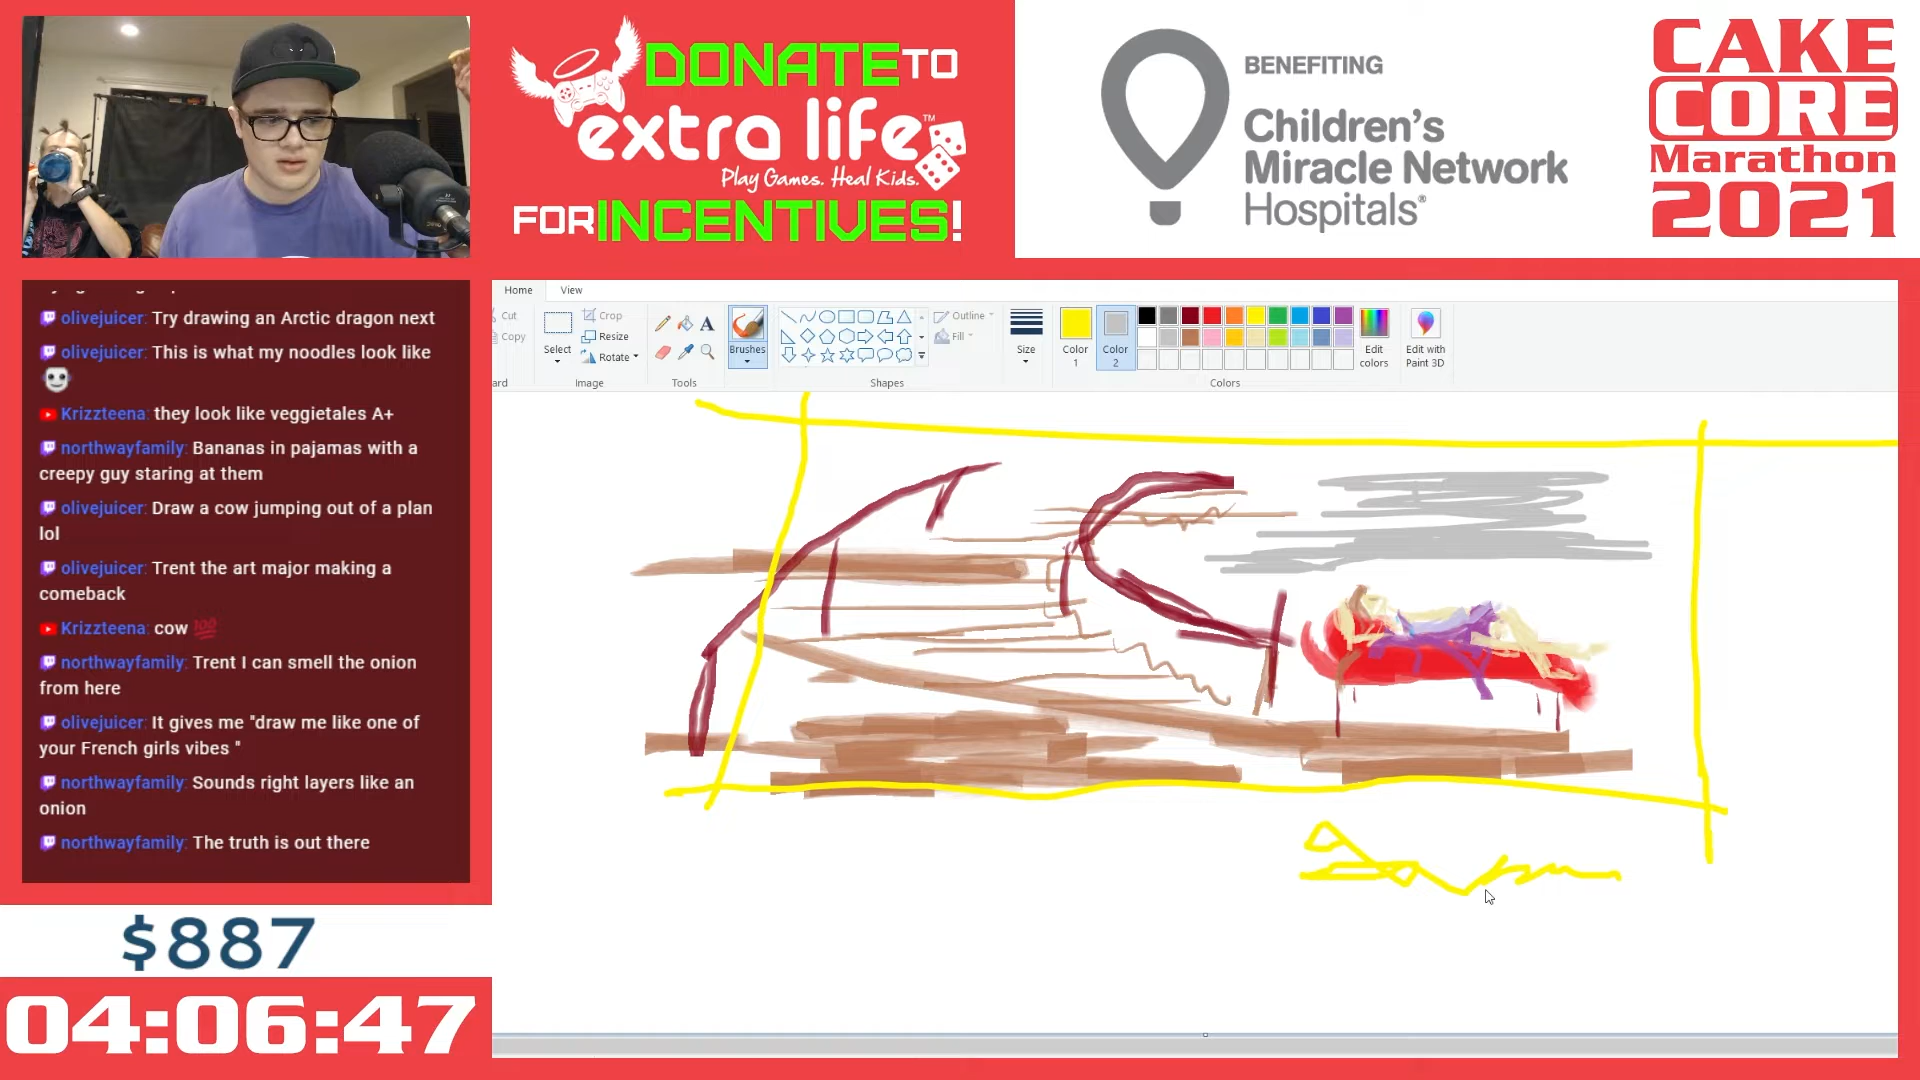 DONATE TO
extra life™
Play Games. Heal Kids.
FOR INCENTIVES!
BENEFITING
Children's
Miracle Network
Hospitals®
CAKE
CORE
Marathon
2021
olivejuicer: Try drawing an Arctic dragon next
olivejuicer: This is what my noodles look like
Krizzteena: they look like veggietales A+
northwayfamily: Bananas in pajamas with a
creepy guy staring at them
olivejuicer: Draw a cow jumping out of a plan
lol
olivejuicer: Trent the art major making a
comeback
Krizzteena: cow 💯
northwayfamily: Trent I can smell the onion
from here
olivejuicer: It gives me "draw me like one of
your French girls vibes "
northwayfamily: Sounds right layers like an
onion
northwayfamily: The truth is out there
$887
04:06:47
Home View
Cut
Copy
ard
Select
Crop
Resize
Rotate
Image
A
Tools
Brushes
Outline
Fill
Shapes
Size
Color
1
Color
2
Colors
Edit
colors
Edit with
Paint 3D